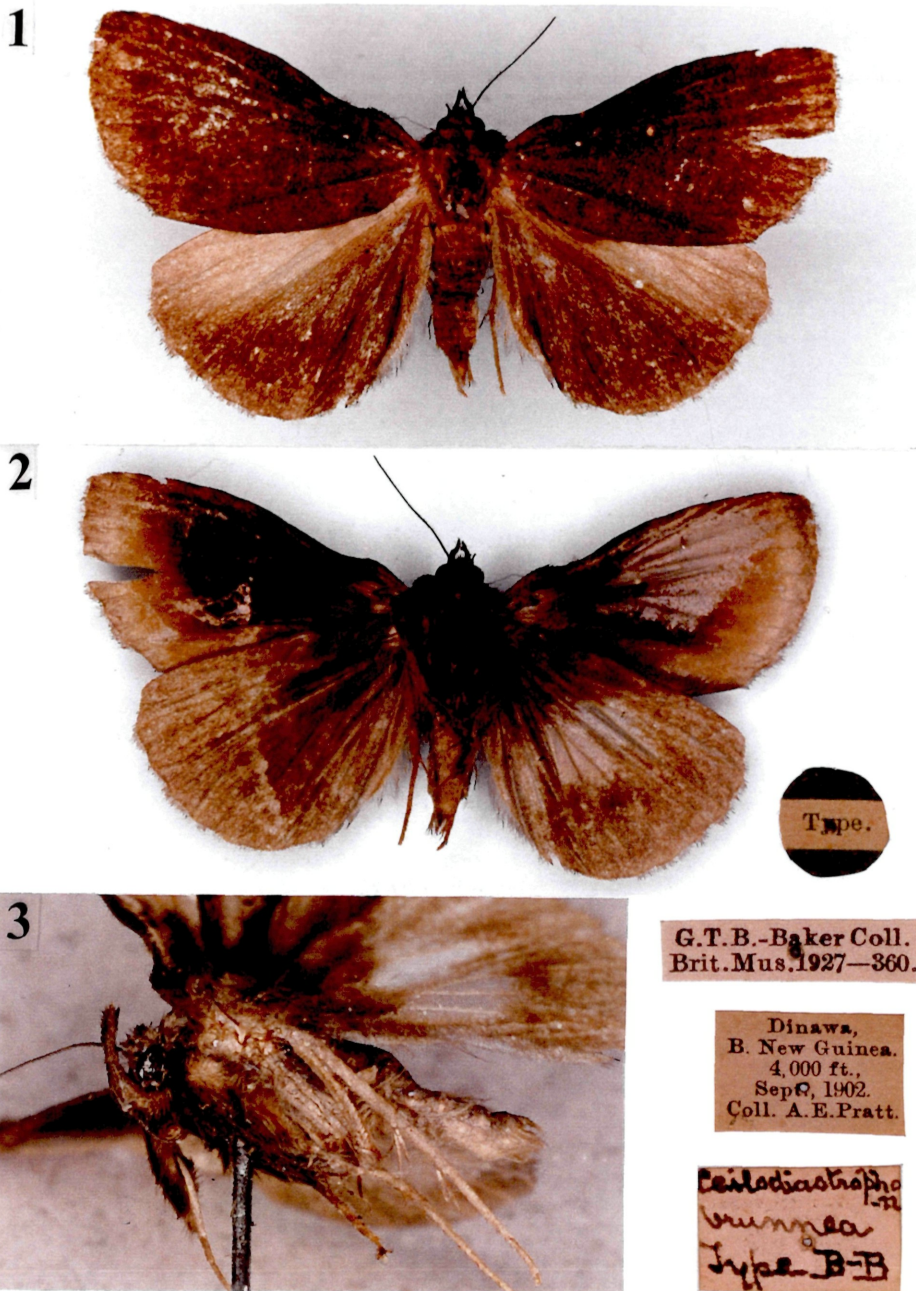 1
2
Type.
3
G.T.B.-Baker Coll.
Brit.Mus.1927—360.
Dinawa,
B. New Guinea.
4,000 ft.,
1902.
Coll. A.E.Pratt.
brunnea
Type B-B